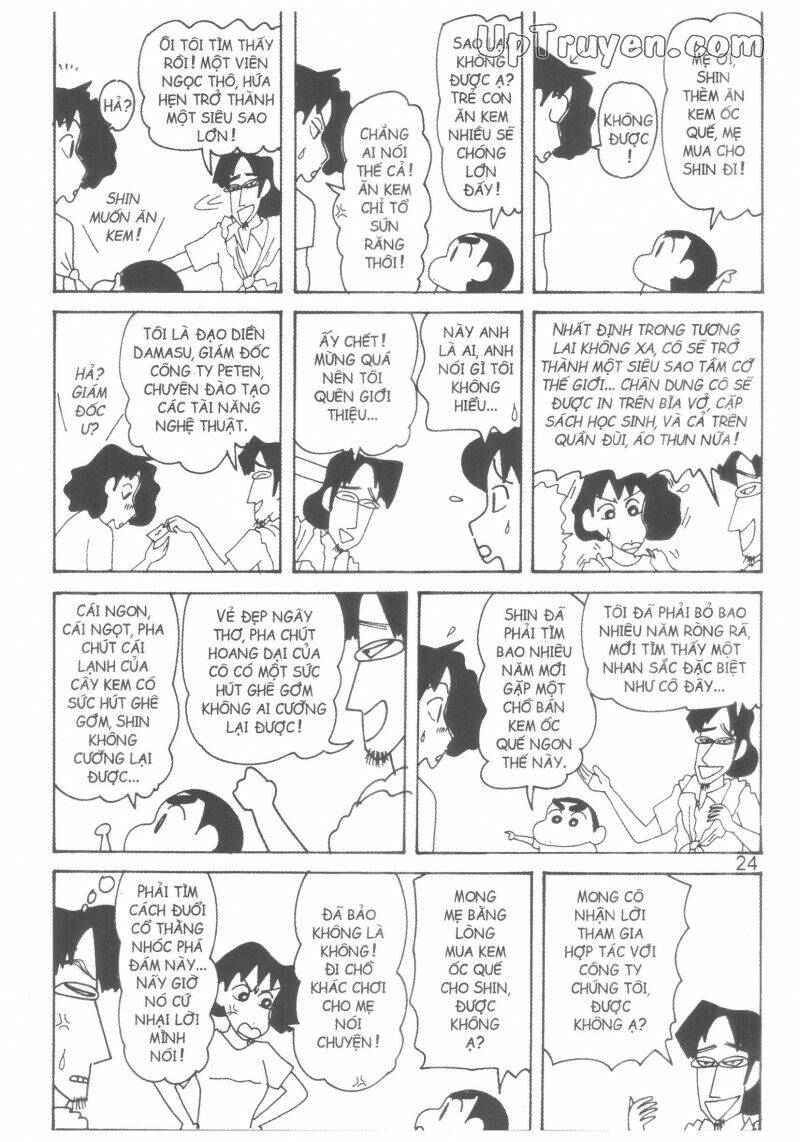 UpTruyen.com
MẸ ƠI,
SHIN
THÈM ĂN
KEM ỐC
QUẾ, MẸ
MUA CHO
SHIN ĐI!
KHÔNG
ĐƯỢC
!
SAO LẠI
KHÔNG
ĐƯỢC Ạ?
TRẺ CON
ĂN KEM
NHIỀU SẼ
CHÓNG
LỚN
ĐẤY!
CHẲNG
AI NÓI
THẾ CẢ!
ĂN KEM
CHỈ TỔ
SÚN
RĂNG
THÔI!
ÔI TÔI TÌM THẤY
RỒI! MỘT VIÊN
NGỌC THÔ, HỨA
HẸN TRỞ THÀNH
MỘT SIÊU SAO
LỚN!
HẢ?
SHIN
MUỐN ĂN
KEM!
NHẤT ĐỊNH TRONG TƯƠNG
LAI KHÔNG XA, CÔ SẼ TRỞ
THÀNH MỘT SIÊU SAO TẦM CỠ
THẾ GIỚI... CHÂN DUNG CÔ SẼ
ĐƯỢC IN TRÊN BÌA VỞ, CẶP
SÁCH HỌC SINH, VÀ CẢ TRÊN
QUẦN ĐÙI, ÁO THUN NỮA!
NÀY ANH
LÀ AI, ANH
NÓI GÌ TÔI
KHÔNG
HIỂU...
ẤY CHẾT!
MỪNG QUÁ
NÊN TÔI
QUÊN GIỚI
THIỆU...
TÔI LÀ ĐẠO DIỄN
DAMASU, GIÁM ĐỐC
CÔNG TY PETEN,
CHUYÊN ĐÀO TẠO
CÁC TÀI NĂNG
NGHỆ THUẬT.
HẢ?
GIÁM
ĐỐC
Ư?
TÔI ĐÃ PHẢI BỎ BAO
NHIÊU NĂM RÒNG RÃ,
MỚI TÌM THẤY MỘT
NHAN SẮC ĐẶC BIỆT
NHƯ CÔ ĐÂY...
SHIN ĐÃ
PHẢI TÌM
BAO NHIÊU
NĂM MỚI
GẶP MỘT
CHỖ BÁN
KEM ỐC
QUẾ NGON
THẾ NÀY.
VẺ ĐẸP NGÂY
THƠ, PHA CHÚT
HOANG DẠI CỦA
CÔ CÓ MỘT SỨC
HÚT GHÊ GỚM
KHÔNG AI CƯỠNG
LẠI ĐƯỢC!
CÁI NGON,
CÁI NGỌT, PHA
CHÚT CÁI
LẠNH CỦA
CÂY KEM CÓ
SỨC HÚT GHÊ
GỚM, SHIN
KHÔNG
CƯỠNG LẠI
ĐƯỢC...
24
MONG CÔ
NHẬN LỜI
THAM GIA
HỢP TÁC VỚI
CÔNG TY
CHÚNG TÔI,
ĐƯỢC
KHÔNG Ạ?
MONG
MẸ BẰNG
LÒNG
MUA KEM
ỐC QUẾ
CHO SHIN,
ĐƯỢC
KHÔNG
Ạ?
ĐÃ BẢO
KHÔNG LÀ
KHÔNG!
ĐI CHỖ
KHÁC CHƠI
CHO MẸ
NÓI
CHUYỆN!
PHẢI TÌM
CÁCH ĐUỔI
CỔ THẰNG
NHÓC PHÁ
ĐÁM NÀY...
NÃY GIỜ
NÓ CỨ
NHẠI LỜI
MÌNH
NÓI!